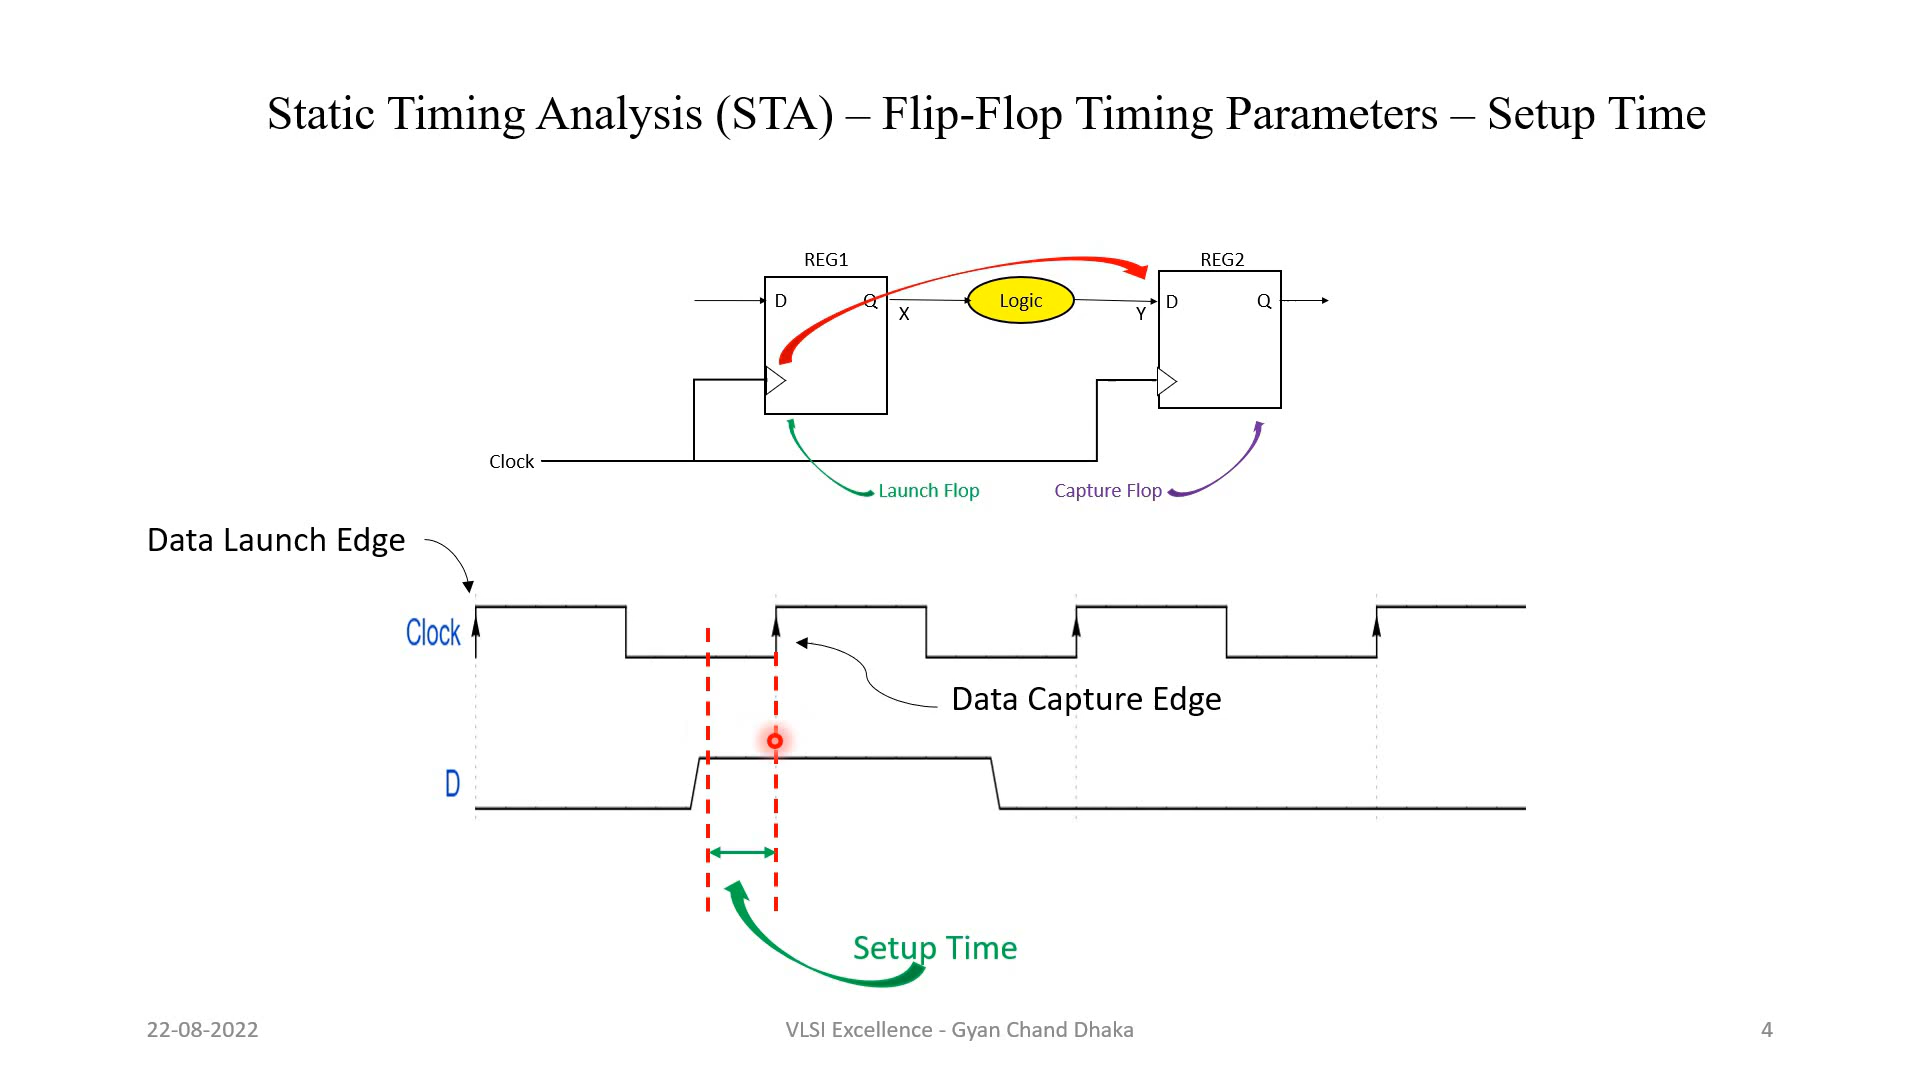 Static Timing Analysis (STA) – Flip-Flop Timing Parameters – Setup Time
REG1
REG2
D
Q
X
Logic
Y
D
Q
Clock
Launch Flop
Capture Flop
Data Launch Edge
Clock
Data Capture Edge
D
Setup Time
22-08-2022
VLSI Excellence - Gyan Chand Dhaka
4